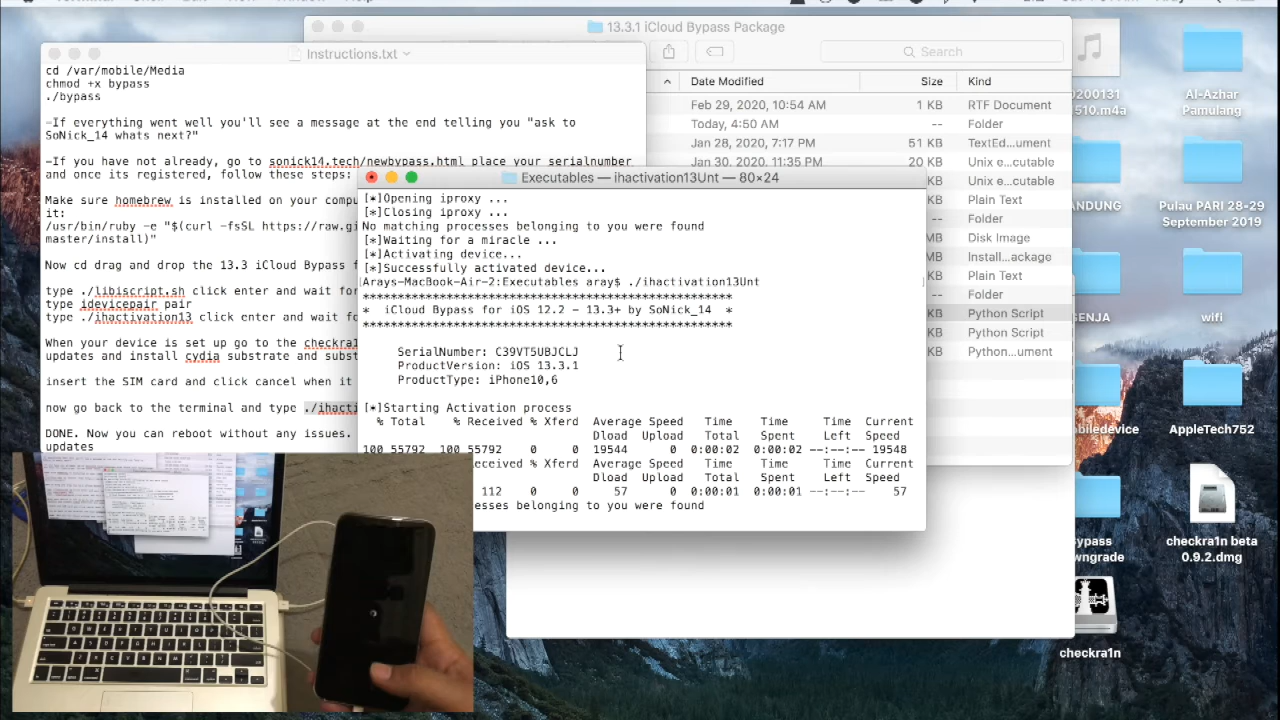 Instructions.txt
cd /var/mobile/Media
chmod +x bypass
./bypass
-If everything went well you'll see a message at the end telling you "ask to
SoNick_14 whats next?"
-If you have not already, go to sonick14.tech/newbypass.html place your serialnumber
and once its registered, follow these steps:
Make sure homebrew is installed on your
it:
/usr/bin/ruby -e "$(curl -fsSL https://raw.
master/install)"
Now cd drag and drop the 13.3 iCloud Bypass
type ./libiscript.sh click enter and wait
type idevicepair pair
type ./ihactivation13 click enter and wait
When your device is set up go to the
updates and install cydia substrate and
insert the SIM card and click cancel when it
now go back to the terminal and type
DONE. Now you can reboot without any issues.
updates
13.3.1 iCloud Bypass Package
Search
Date Modified Size Kind
Feb 29, 2020, 10:54 AM 1 KB RTF Document
Today, 4:50 AM -- Folder
Jan 28, 2020, 7:17 PM 51 KB TextEd...ument
Jan 30, 2020, 11:35 PM 20 KB Unix e...cutable
KB Unix e...cutable
Plain Text
Folder
MB Disk Image
MB Install...ackage
Plain Text
Folder
KB Python Script
KB Python Script
KB Python...ument
Executables — ihactivation13Unt — 80×24
[*]Opening iproxy ...
[*]Closing iproxy ...
No matching processes belonging to you were found
[*]Waiting for a miracle ...
[*]Activating device...
[*]Successfully activated device...
Arays-MacBook-Air-2:Executables aray$ ./ihactivation13Unt
*************************************************
* iCloud Bypass for iOS 12.2 - 13.3+ by SoNick_14 *
*************************************************
SerialNumber: C39VT5UBJCLJ
ProductVersion: iOS 13.3.1
ProductType: iPhone10,6
[*]Starting Activation process
% Total % Received % Xferd Average Speed Time Time Time Current
Dload Upload Total Spent Left Speed
100 55792 100 55792 0 0 19544 0 0:00:02 0:00:02 --:--:-- 19548
Received % Xferd Average Speed Time Time Time Current
Dload Upload Total Spent Left Speed
112 0 0 57 0 0:00:01 0:00:01 --:--:-- 57
esses belonging to you were found
510.m4a
Al-Azhar
Pamulang
Pulau PARI 28-29
September 2019
wifi
AppleTech752
checkra1n beta
0.9.2.dmg
checkra1n